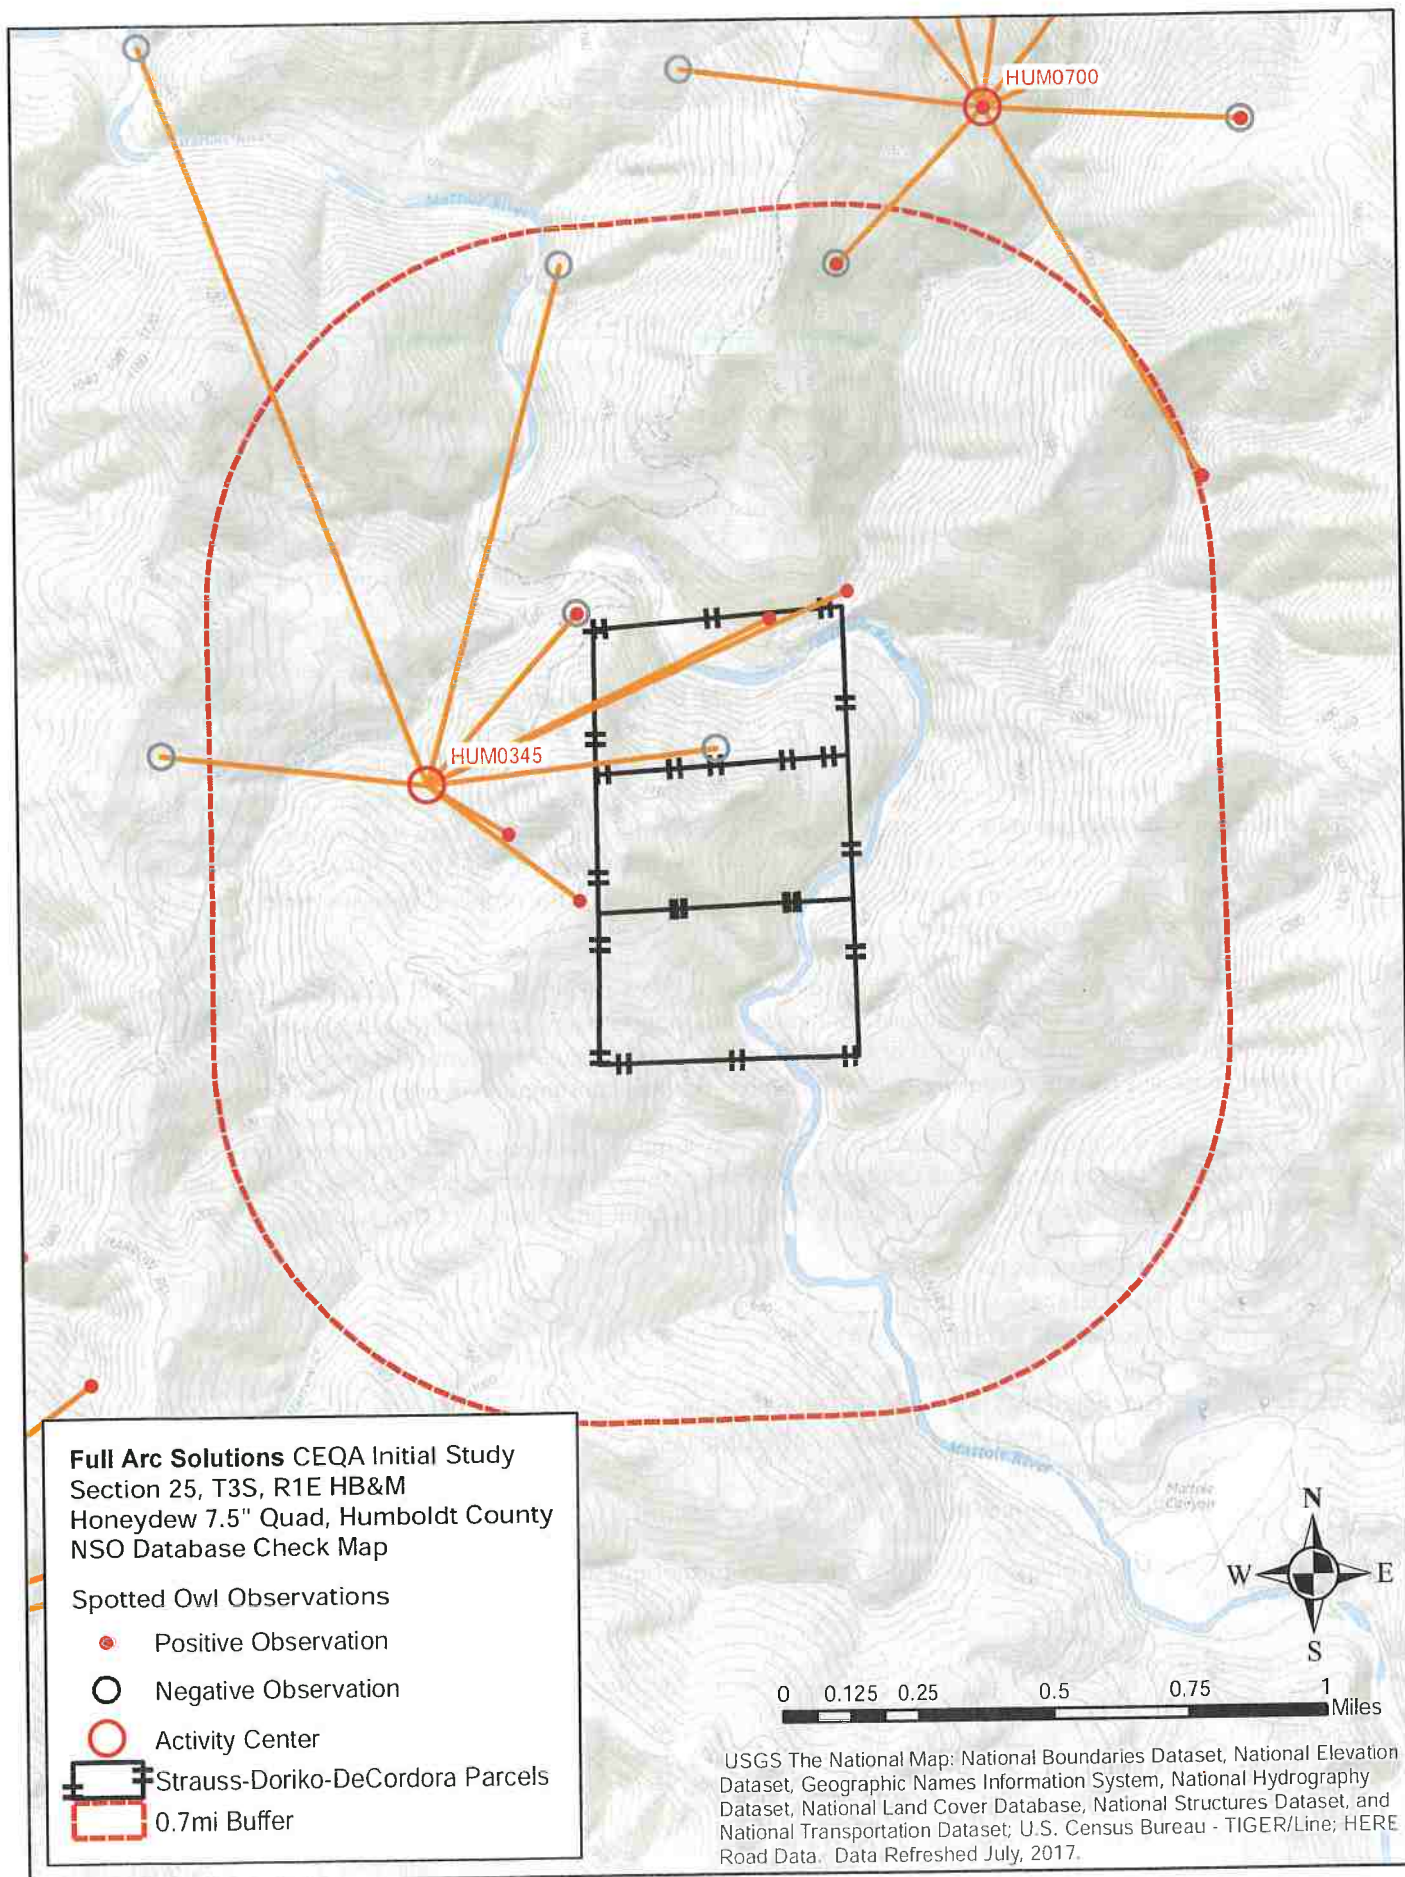 HUM0700
Mattole River
HUM0345
Mattole River
Mattole
Canyon
Full Arc Solutions CEQA Initial Study
Section 25, T3S, R1E HB&M
Honeydew 7.5" Quad, Humboldt County
NSO Database Check Map
Spotted Owl Observations
Positive Observation
Negative Observation
Activity Center
Strauss-Doriko-DeCordora Parcels
0.7mi Buffer
N
W E
S
0 0.125 0.25 0.5 0.75 1
Miles
USGS The National Map: National Boundaries Dataset, National Elevation
Dataset, Geographic Names Information System, National Hydrography
Dataset, National Land Cover Database, National Structures Dataset, and
National Transportation Dataset; U.S. Census Bureau - TIGER/Line; HERE
Road Data. Data Refreshed July, 2017.